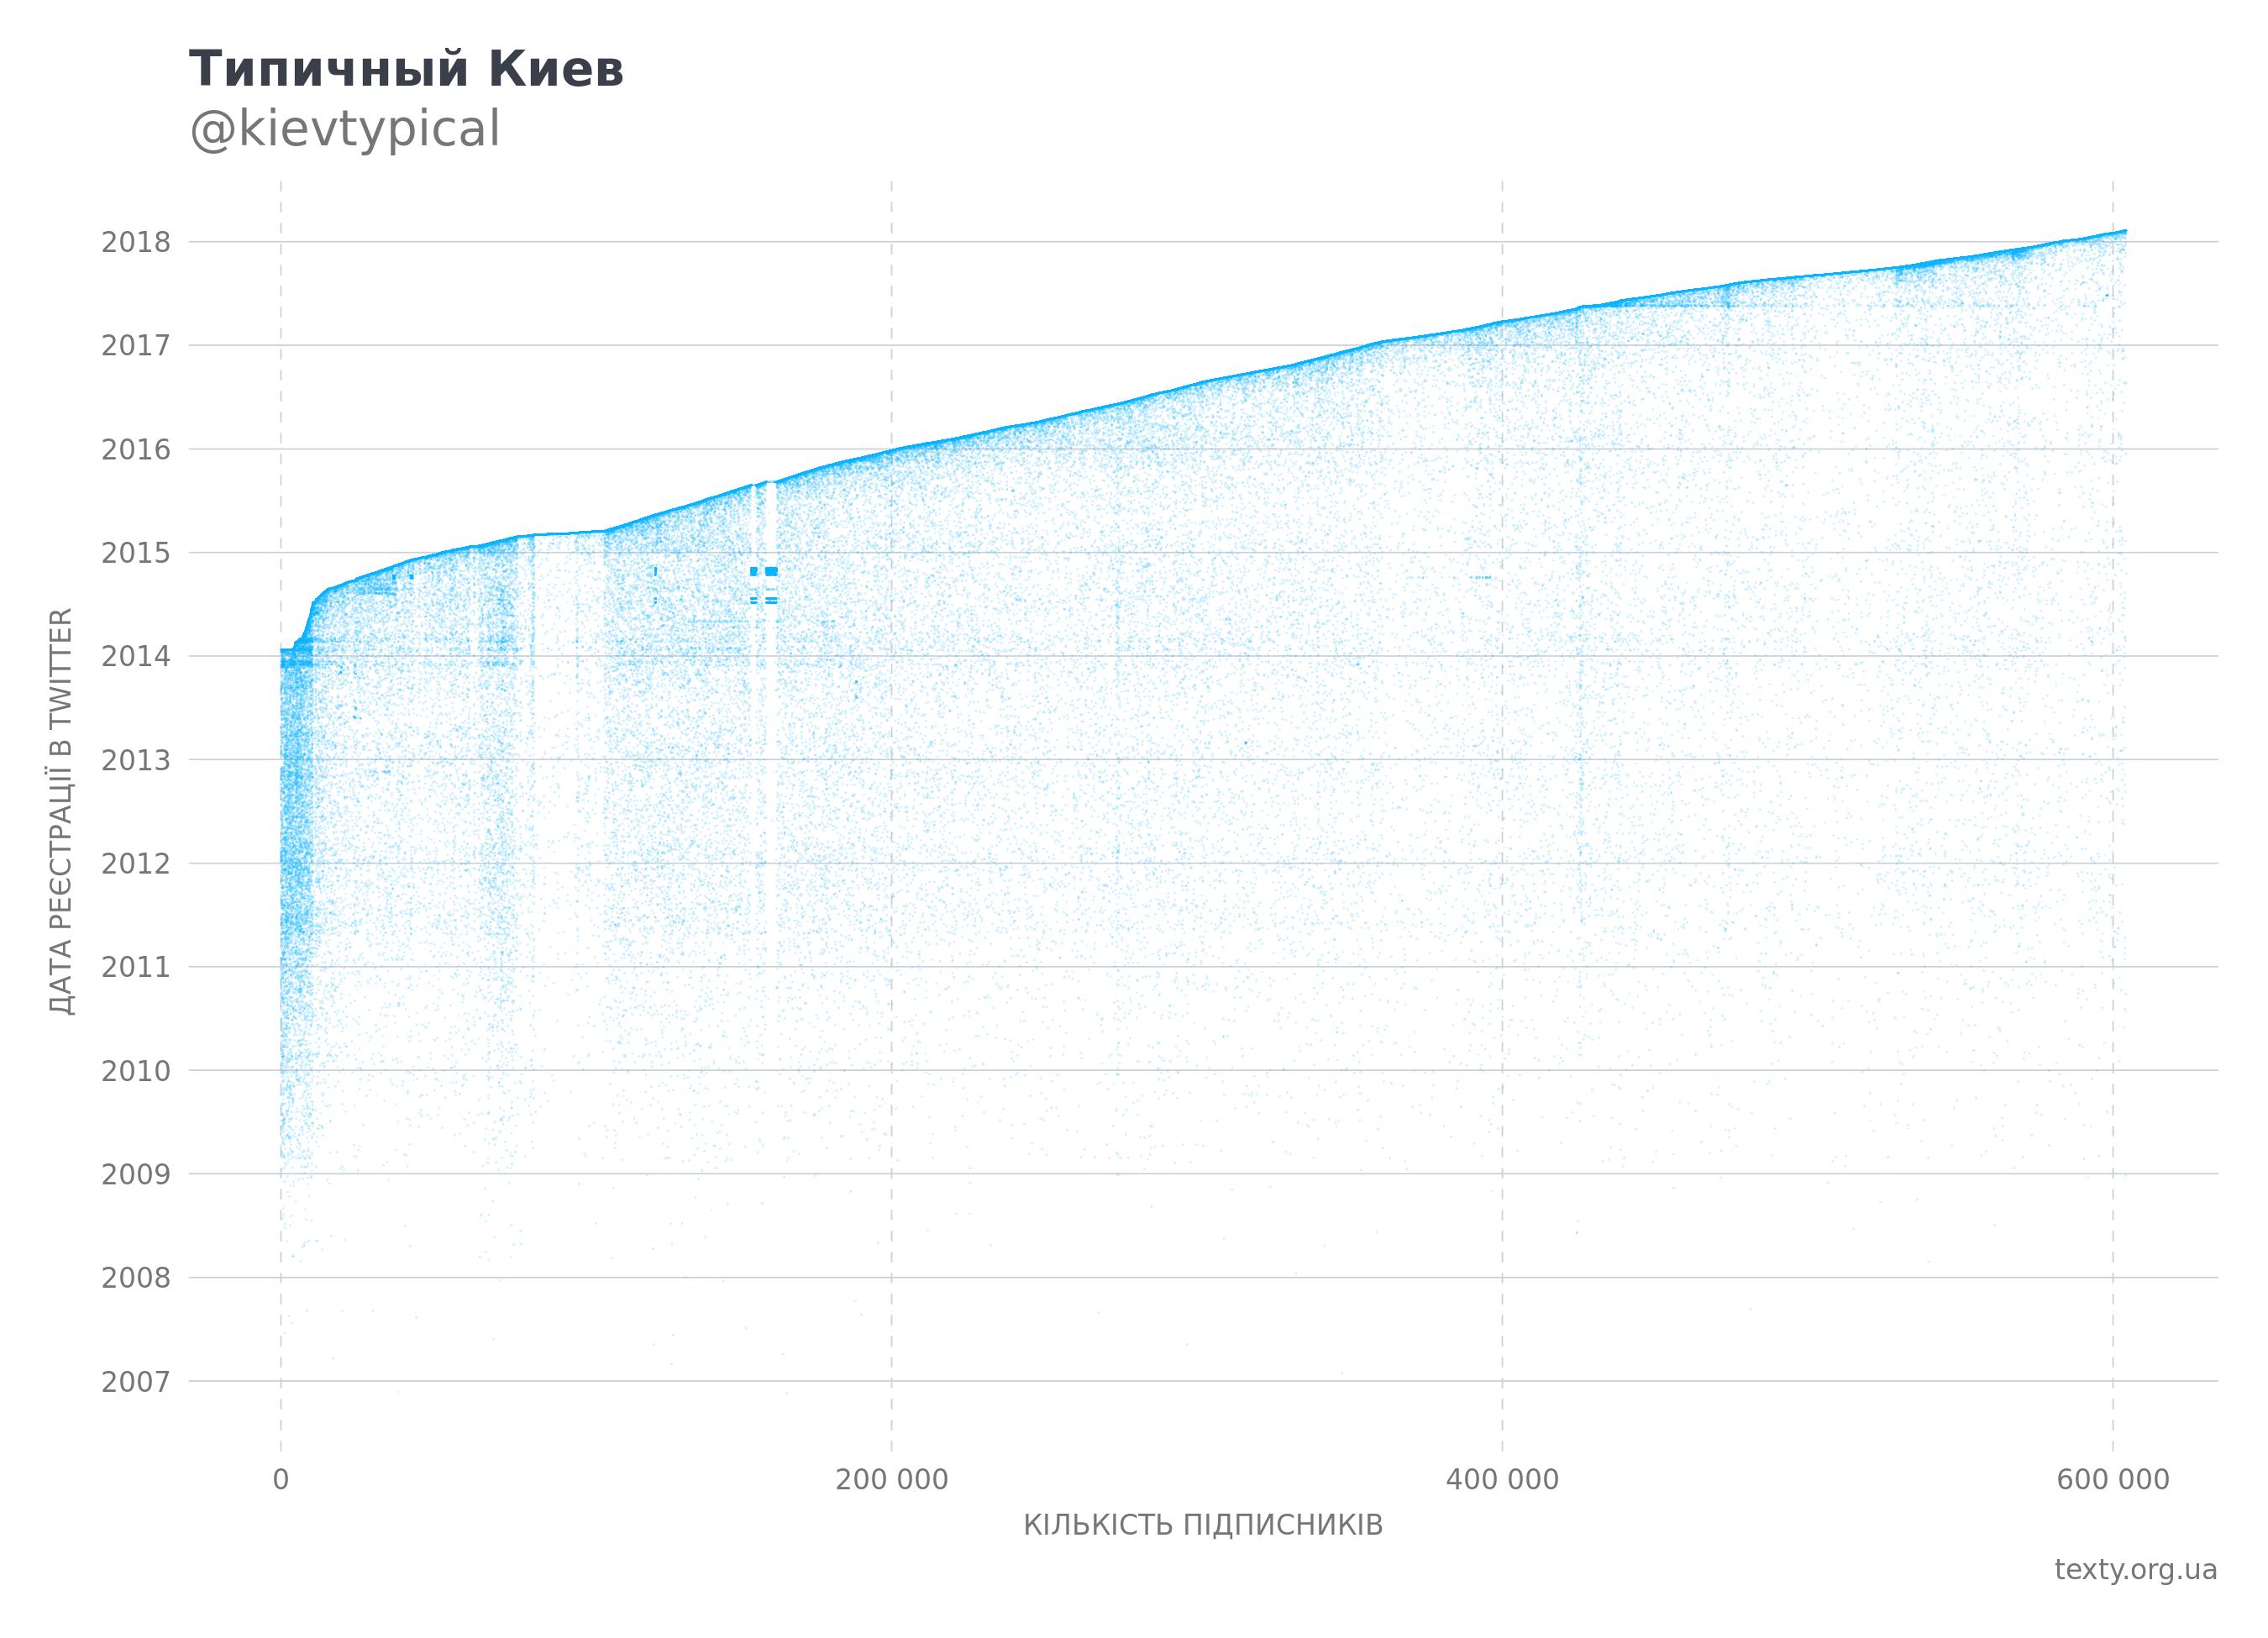 Типичный Киев
@kievtypical
2018
2017
2016
2015
2014
2013
2012
2011
2010
2009
2008
2007
ДАТА РЕЄСТРАЦІЇ В TWITTER
0 200 000 400 000 600 000
КІЛЬКІСТЬ ПІДПИСНИКІВ
texty.org.ua